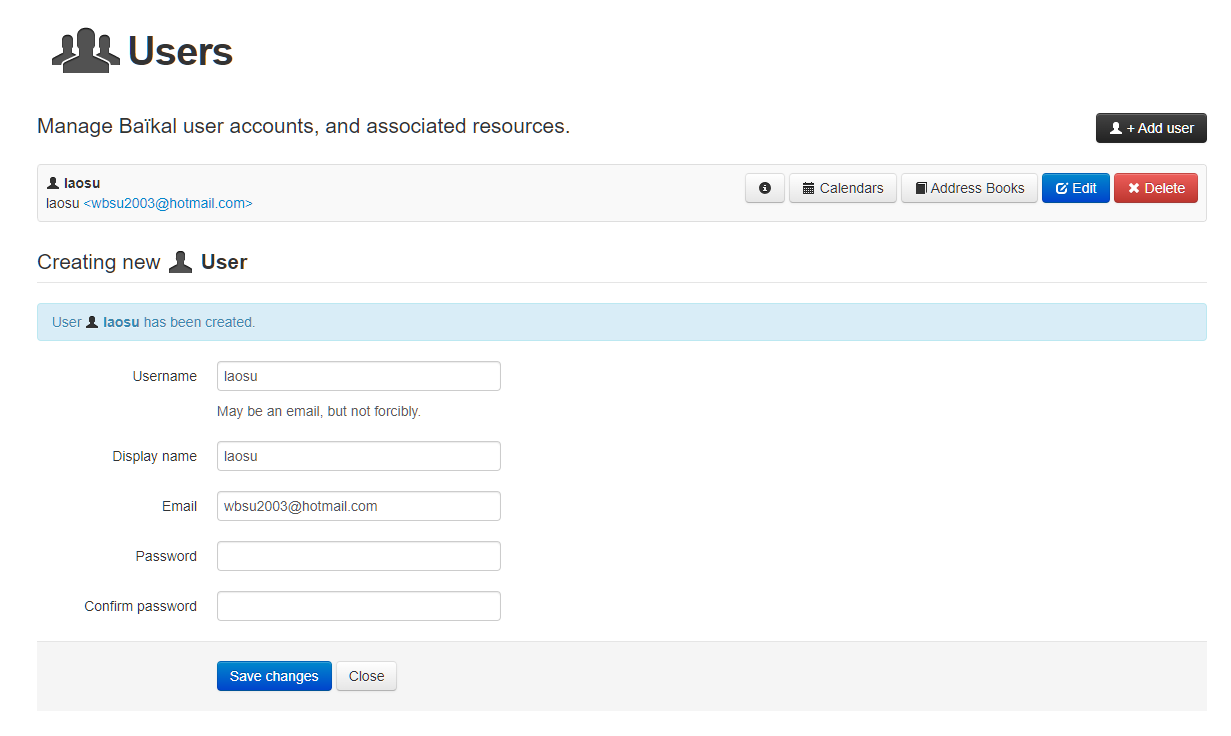 Users
Manage Baïkal user accounts, and associated resources.
+ Add user
laosu
laosu <wbsu2003@hotmail.com>
Calendars
Address Books
Edit
Delete
Creating new User
User laosu has been created.
Username laosu
May be an email, but not forcibly.
Display name laosu
Email wbsu2003@hotmail.com
Password
Confirm password
Save changes Close